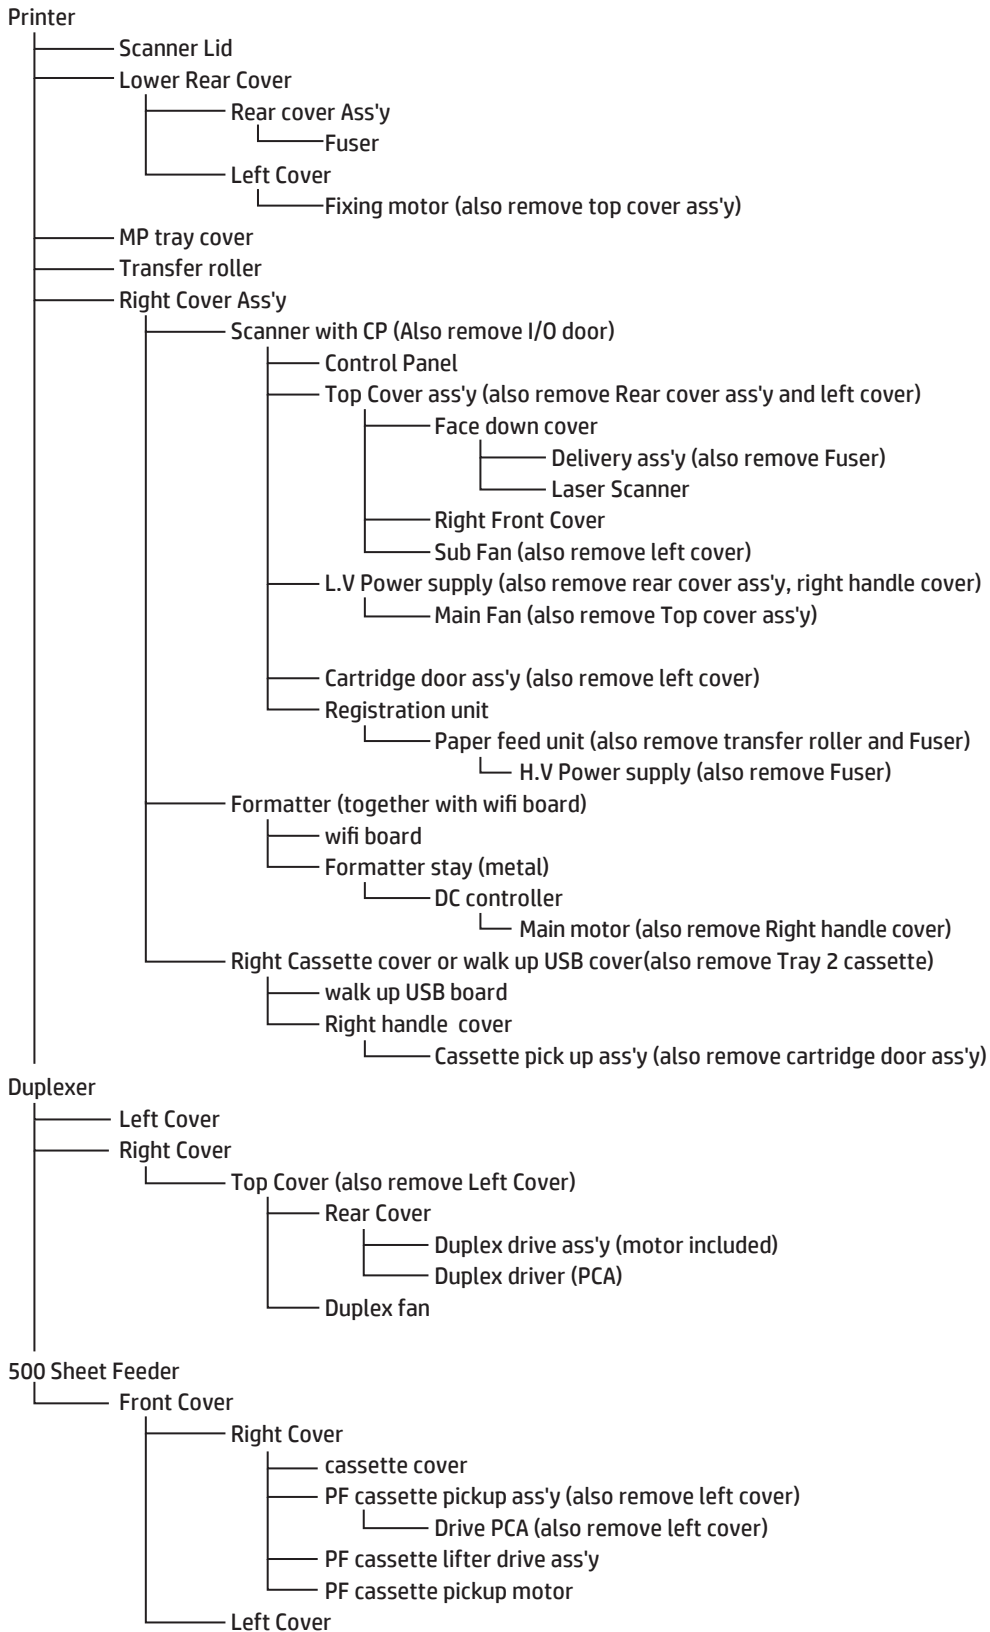 Printer
Scanner Lid
Lower Rear Cover
Rear cover Ass'y
Fuser
Left Cover
Fixing motor (also remove top cover ass'y)
MP tray cover
Transfer roller
Right Cover Ass'y
Scanner with CP (Also remove I/O door)
Control Panel
Top Cover ass'y (also remove Rear cover ass'y and left cover)
Face down cover
Delivery ass'y (also remove Fuser)
Laser Scanner
Right Front Cover
Sub Fan (also remove left cover)
L.V Power supply (also remove rear cover ass'y, right handle cover)
Main Fan (also remove Top cover ass'y)
Cartridge door ass'y (also remove left cover)
Registration unit
Paper feed unit (also remove transfer roller and Fuser)
H.V Power supply (also remove Fuser)
Formatter (together with wifi board)
wifi board
Formatter stay (metal)
DC controller
Main motor (also remove Right handle cover)
Right Cassette cover or walk up USB cover(also remove Tray 2 cassette)
walk up USB board
Right handle  cover
Cassette pick up ass'y (also remove cartridge door ass'y)
Duplexer
Left Cover
Right Cover
Top Cover (also remove Left Cover)
Rear Cover
Duplex drive ass'y (motor included)
Duplex driver (PCA)
Duplex fan
500 Sheet Feeder
Front Cover
Right Cover
cassette cover
PF cassette pickup ass'y (also remove left cover)
Drive PCA (also remove left cover)
PF cassette lifter drive ass'y
PF cassette pickup motor
Left Cover